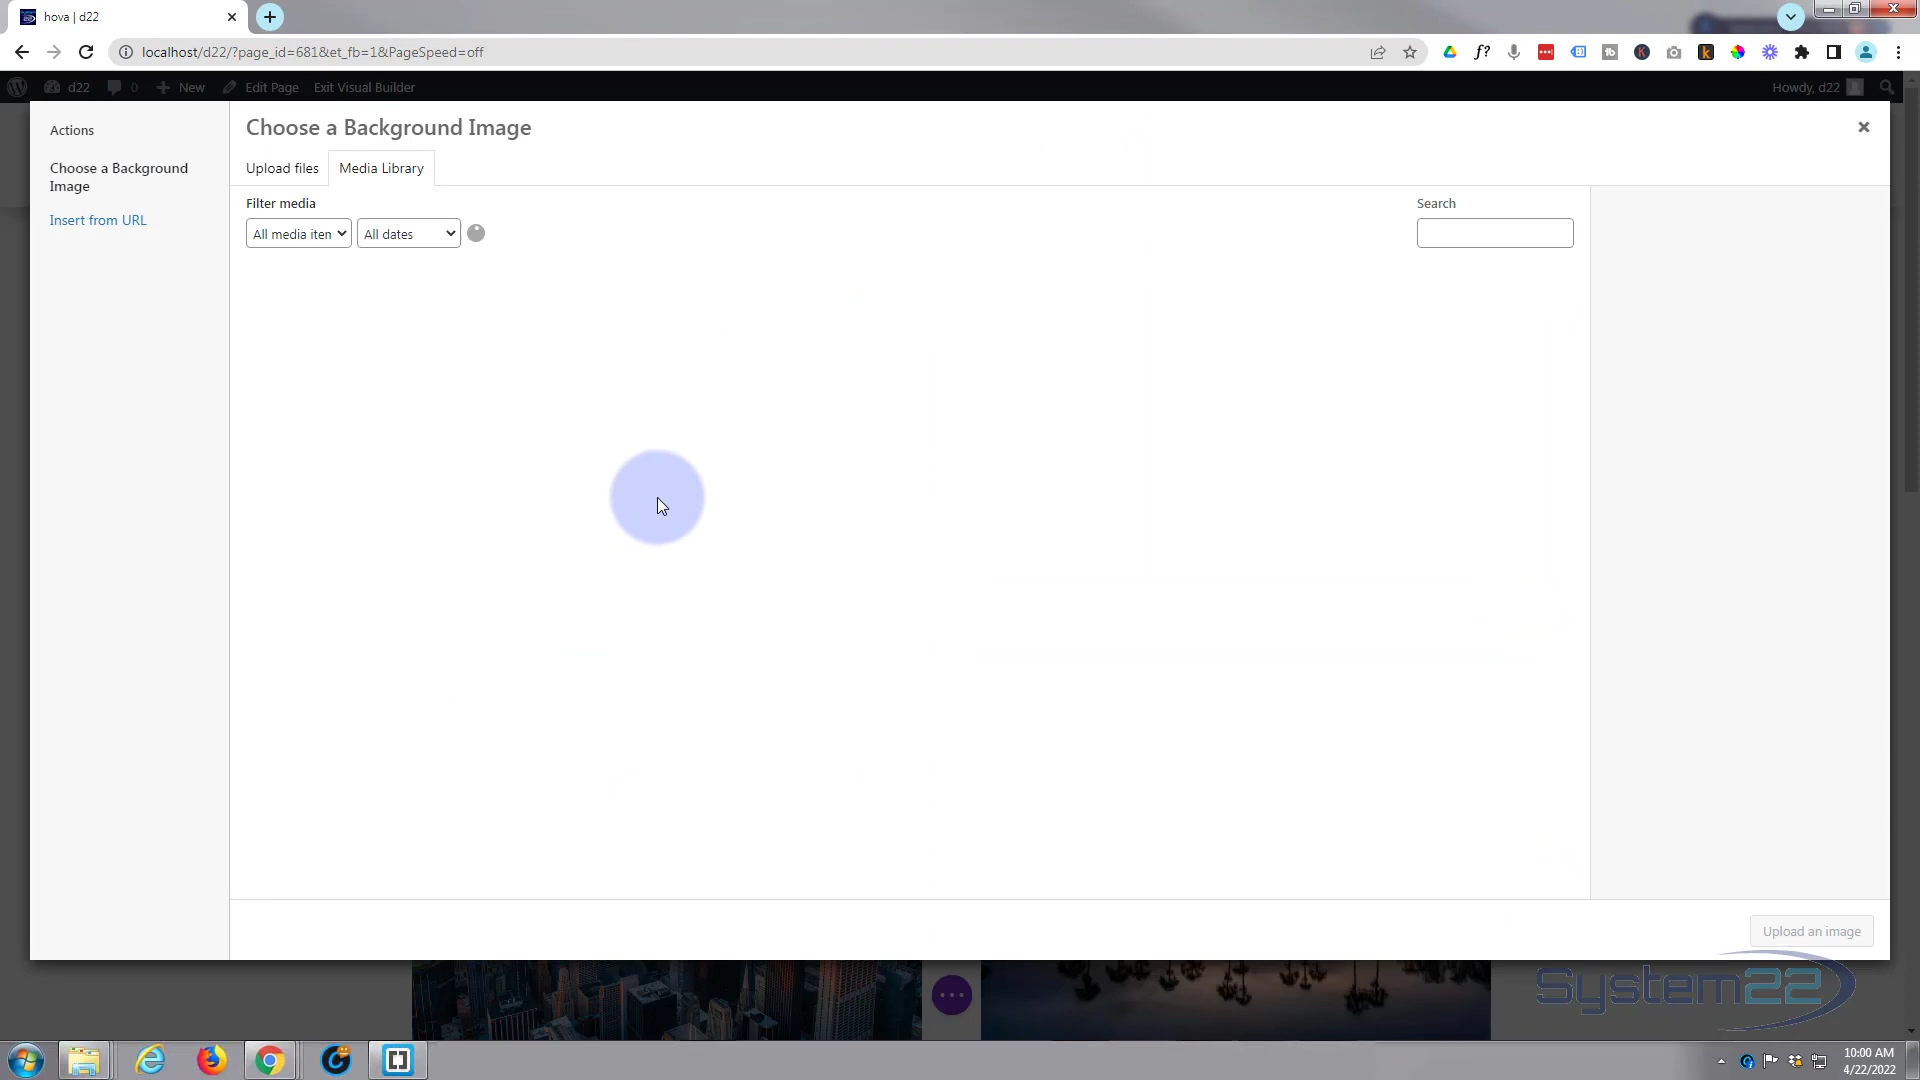 hova | d22
localhost/d22/?page_id=681&et_fb=1&PageSpeed=off
d22
0
New
Edit Page
Exit Visual Builder
Howdy, d22
Actions
Choose a Background
Image
Insert from URL
Choose a Background Image
Upload files
Media Library
Filter media
All media iten
All dates
Search
Upload an image
System22
10:00 AM
4/22/2022